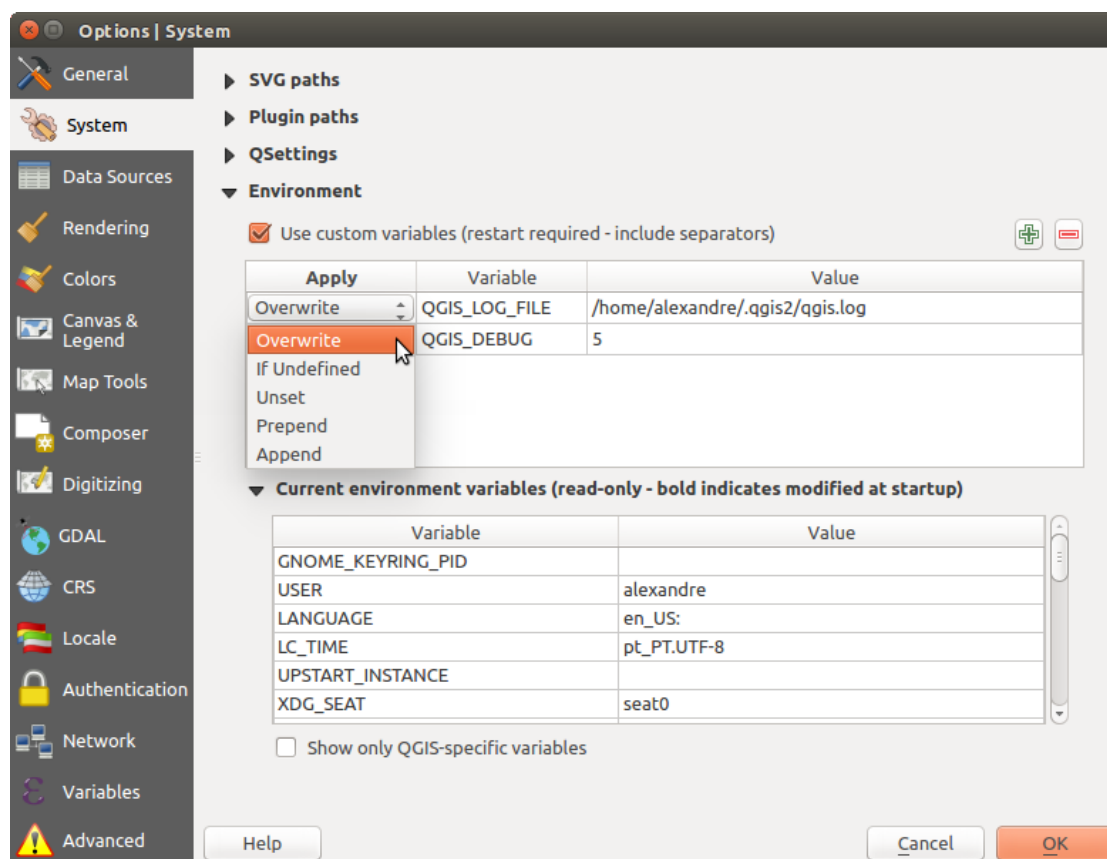 Options | System
General
System
Data Sources
Rendering
Colors
Canvas &
Legend
Map Tools
Composer
Digitizing
GDAL
CRS
Locale
Authentication
Network
Variables
Advanced
SVG paths
Plugin paths
QSettings
Environment
Use custom variables (restart required - include separators)
Apply Variable Value
Overwrite QGIS_LOG_FILE /home/alexandre/.qgis2/qgis.log
Overwrite QGIS_DEBUG 5
If Undefined
Unset
Prepend
Append
Current environment variables (read-only - bold indicates modified at startup)
Variable Value
GNOME_KEYRING_PID
USER alexandre
LANGUAGE en_US:
LC_TIME pt_PT.UTF-8
UPSTART_INSTANCE
XDG_SEAT seat0
Show only QGIS-specific variables
Help Cancel OK